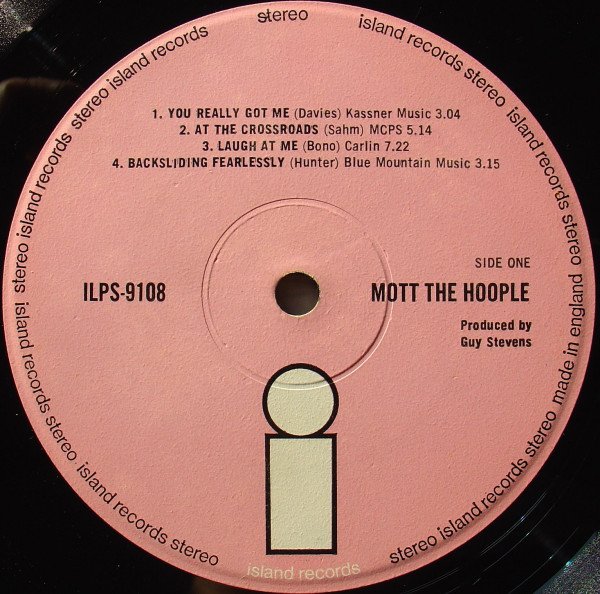 stereo island records stereo island records stereo island records stereo island records stereo
1. YOU REALLY GOT ME (Davies) Kassner Music 3.04
2. AT THE CROSSROADS (Sahm) MCPS 5.14
3. LAUGH AT ME (Bono) Carlin 7.22
4. BACKSLIDING FEARLESSLY (Hunter) Blue Mountain Music 3.15
SIDE ONE
ILPS-9108
MOTT THE HOOPLE
Produced by
Guy Stevens
island records stereo island records stereo
made in england
stereo island records stereo
island records